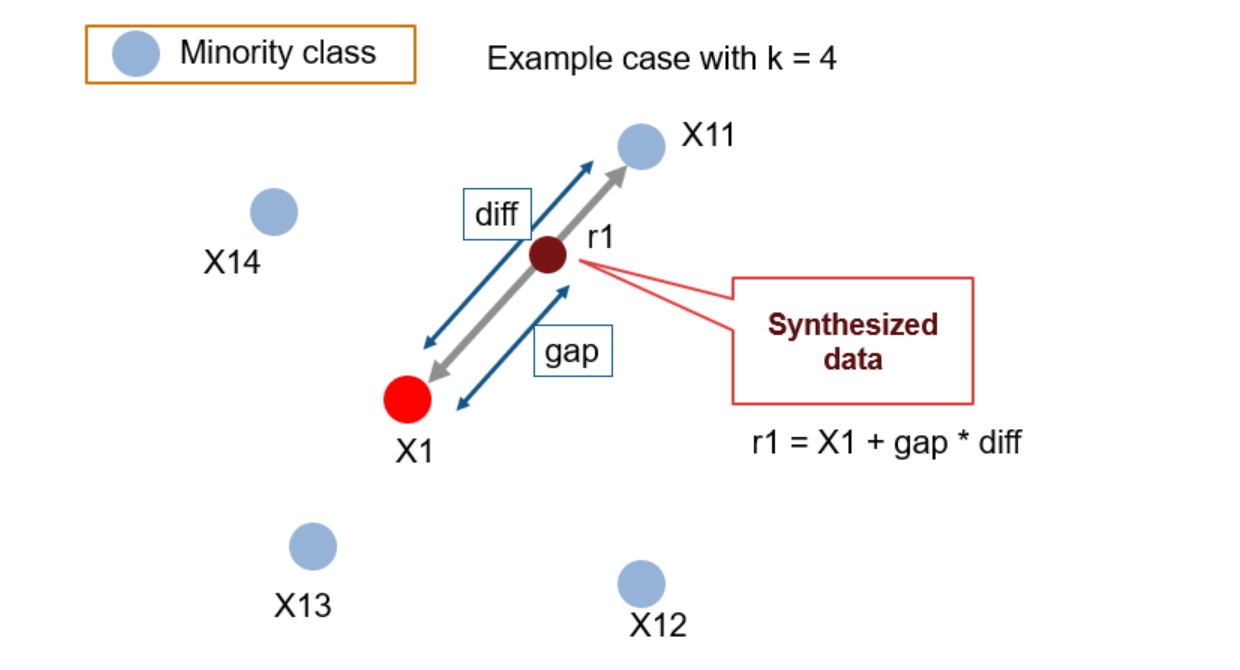 Minority class
Example case with k = 4
X11
diff
r1
X14
Synthesized
data
gap
r1 = X1 + gap * diff
X1
X13
X12